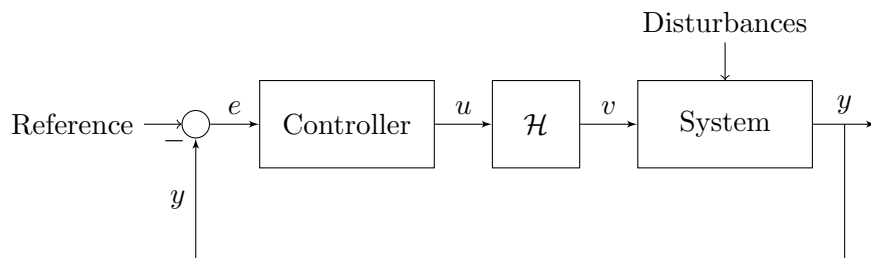 Disturbances
Reference
−
e
Controller
u
ℋ
v
System
y
y